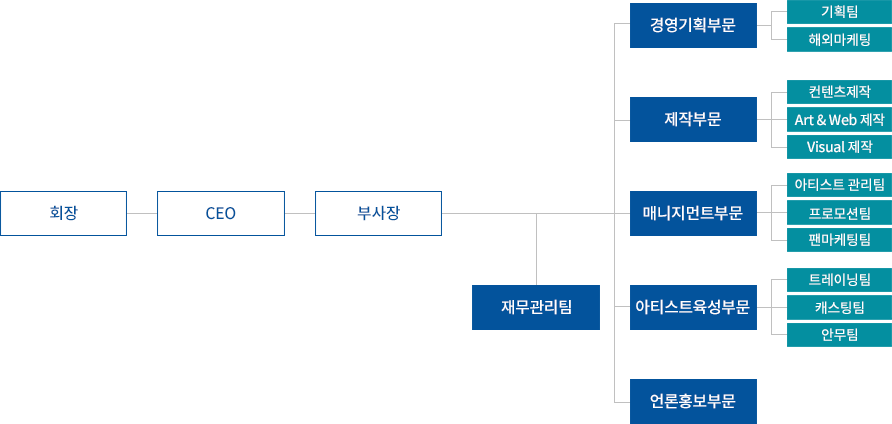 회장
CEO
부사장
재무관리팀
경영기획부문
기획팀
해외마케팅
제작부문
컨텐츠제작
Art & Web 제작
Visual 제작
매니지먼트부문
아티스트 관리팀
프로모션팀
팬마케팅팀
아티스트육성부문
트레이닝팀
캐스팅팀
안무팀
언론홍보부문